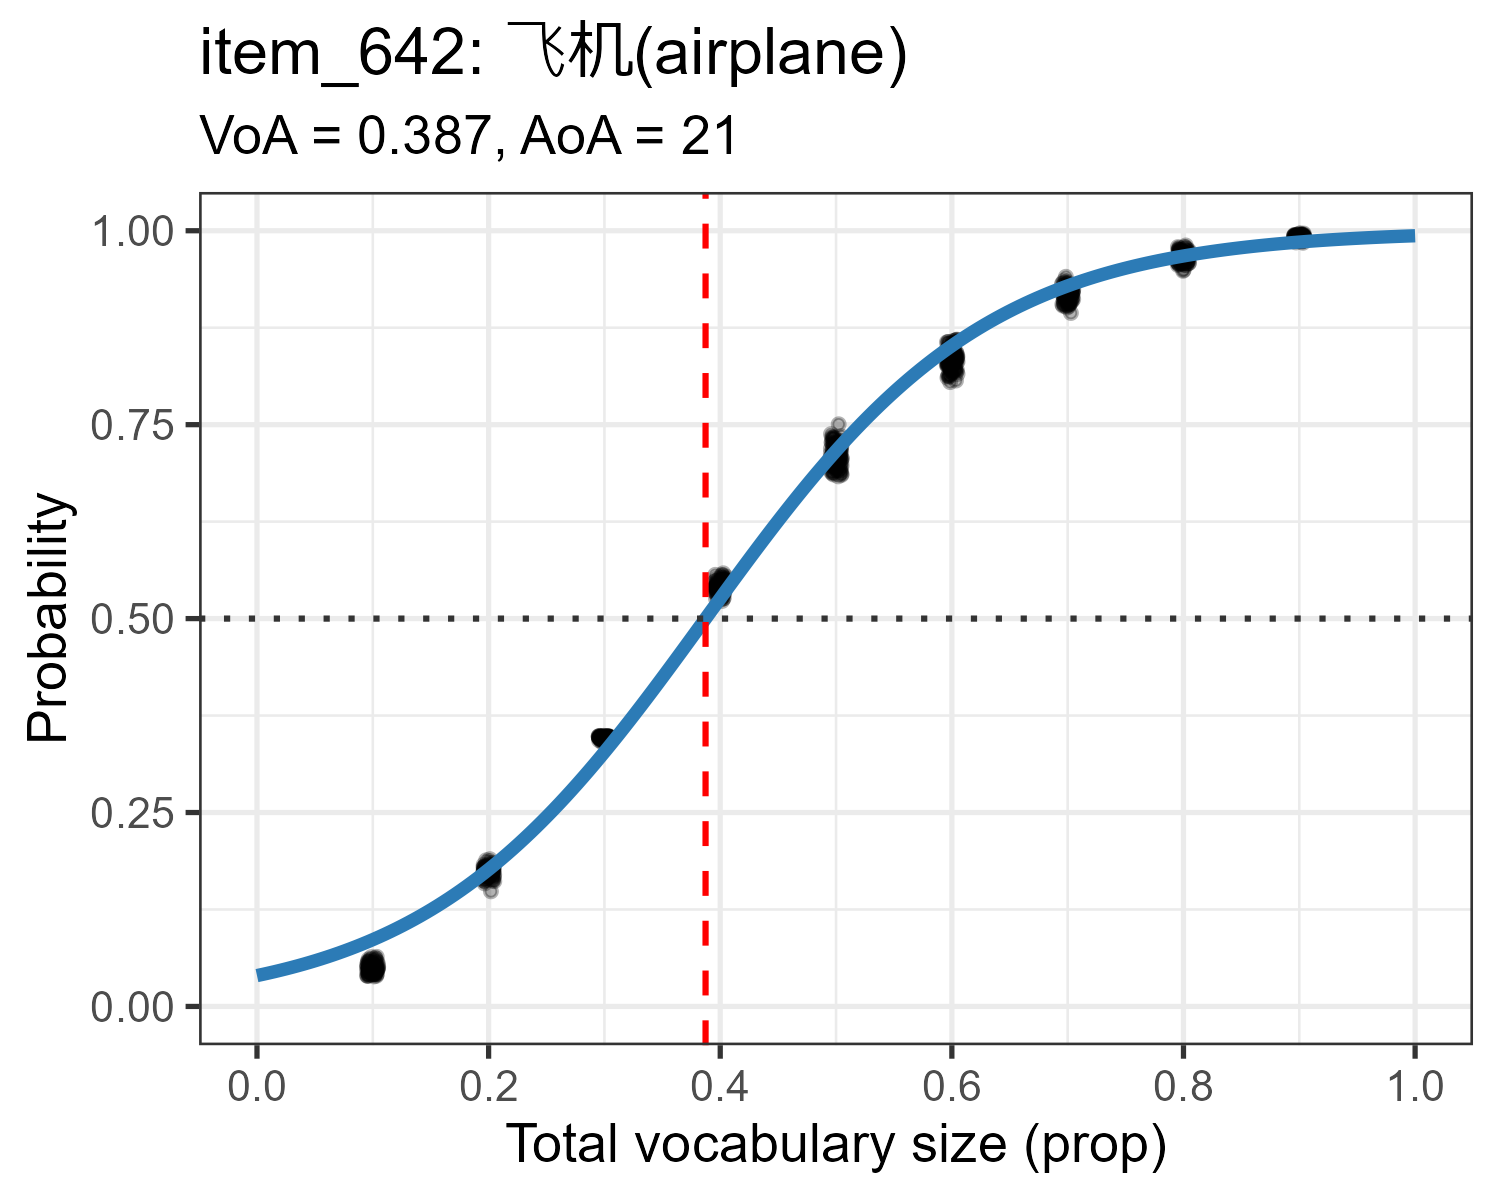 item_642: 飞机(airplane)
VoA = 0.387, AoA = 21
1.00
0.75
0.50
0.25
0.00
Probability
0.0 0.2 0.4 0.6 0.8 1.0
Total vocabulary size (prop)